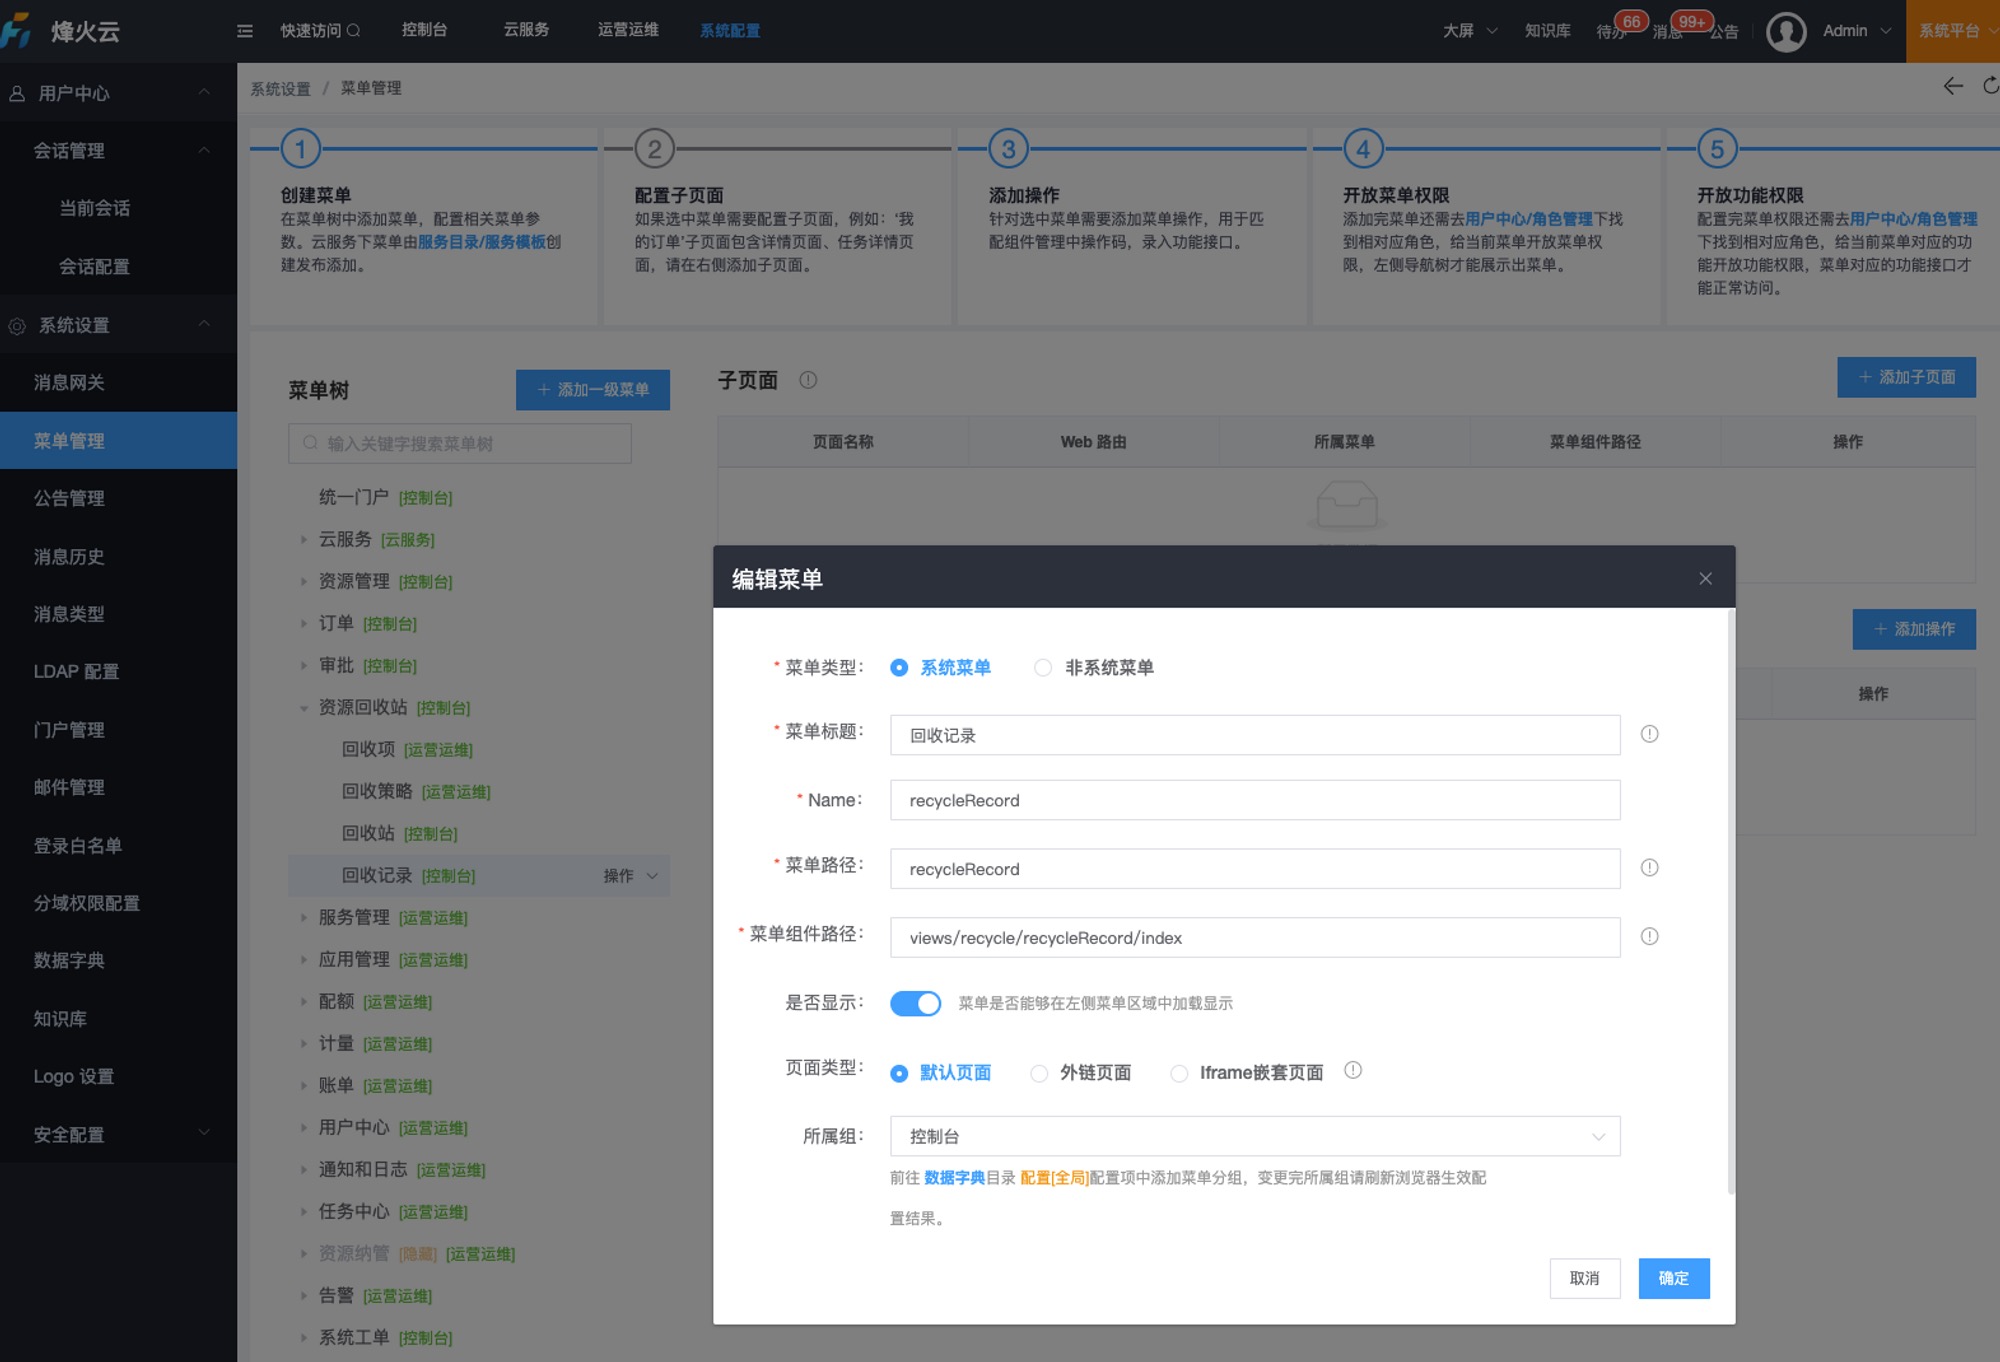 烽火云
快速访问
控制台
云服务
运营运维
系统配置
大屏
知识库
待办
66
消息
99+
公告
Admin
系统平台
用户中心
会话管理
当前会话
会话配置
系统设置
消息网关
菜单管理
公告管理
消息历史
消息类型
LDAP 配置
门户管理
邮件管理
登录白名单
分域权限配置
数据字典
知识库
Logo 设置
安全配置
系统设置 / 菜单管理
1
创建菜单
在菜单树中添加菜单，配置相关菜单参
数。云服务下菜单由服务目录/服务模板创
建发布添加。
2
配置子页面
如果选中菜单需要配置子页面，例如：‘我
的订单’子页面包含详情页面、任务详情页
面，请在右侧添加子页面。
3
添加操作
针对选中菜单需要添加菜单操作，用于匹
配组件管理中操作码，录入功能接口。
4
开放菜单权限
添加完菜单还需去用户中心/角色管理下找
到相对应角色，给当前菜单开放菜单权
限，左侧导航树才能展示出菜单。
5
开放功能权限
配置完菜单权限还需去用户中心/角色管理
下找到相对应角色，给当前菜单对应的功
能开放功能权限，菜单对应的功能接口才
能正常访问。
菜单树
+ 添加一级菜单
输入关键字搜索菜单树
统一门户 [控制台]
云服务 [云服务]
资源管理 [控制台]
订单 [控制台]
审批 [控制台]
资源回收站 [控制台]
回收项 [运营运维]
回收策略 [运营运维]
回收站 [控制台]
回收记录 [控制台] 操作
服务管理 [运营运维]
应用管理 [运营运维]
配额 [运营运维]
计量 [运营运维]
账单 [运营运维]
用户中心 [运营运维]
通知和日志 [运营运维]
任务中心 [运营运维]
资源纳管 [隐藏] [运营运维]
告警 [运营运维]
系统工单 [控制台]
子页面
+ 添加子页面
页面名称 Web 路由 所属菜单 菜单组件路径 操作
+ 添加操作
操作
编辑菜单
* 菜单类型： 系统菜单 非系统菜单
* 菜单标题： 回收记录
* Name： recycleRecord
* 菜单路径： recycleRecord
* 菜单组件路径： views/recycle/recycleRecord/index
是否显示： 菜单是否能够在左侧菜单区域中加载显示
页面类型： 默认页面 外链页面 Iframe嵌套页面
所属组： 控制台
前往 数据字典目录 配置[全局]配置项中添加菜单分组，变更完所属组请刷新浏览器生效配
置结果。
取消
确定